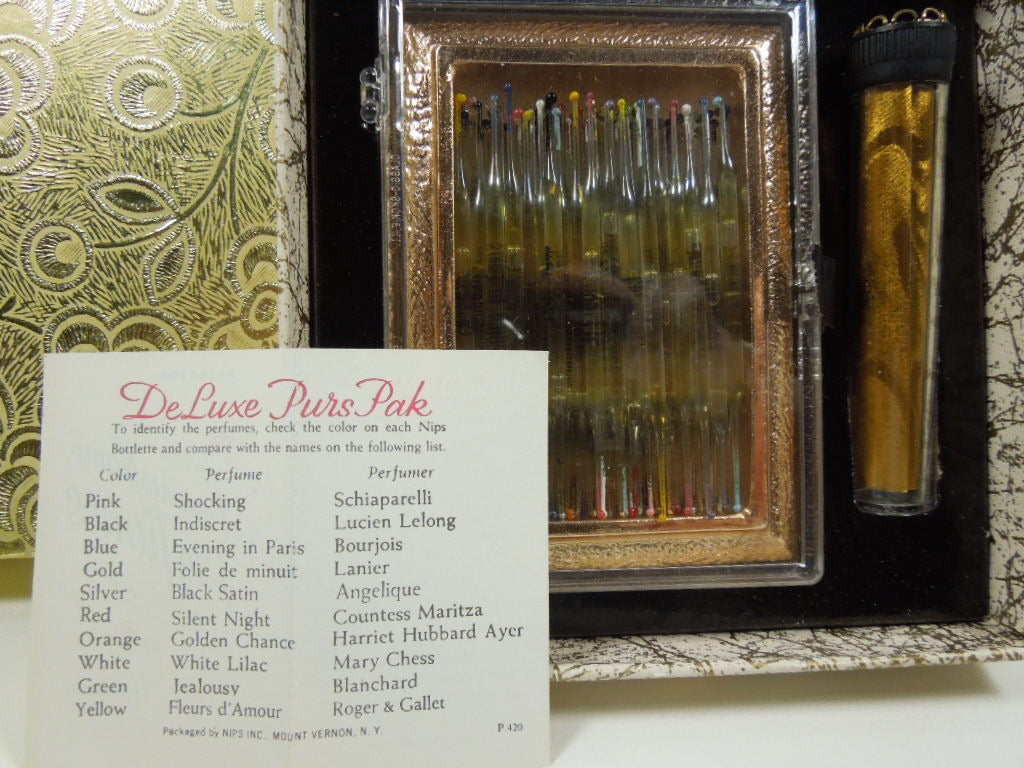 DeLuxe Purs Pak
To identify the perfumes, check the color on each Nips
Bottlette and compare with the names on the following list.
Color Perfume Perfumer
Pink Shocking Schiaparelli
Black Indiscret Lucien Lelong
Blue Evening in Paris Bourjois
Gold Folie de minuit Lanier
Silver Black Satin Angelique
Red Silent Night Countess Maritza
Orange Golden Chance Harriet Hubbard Ayer
White White Lilac Mary Chess
Green Jealousy Blanchard
Yellow Fleurs d'Amour Roger & Gallet
Packaged by NIPS INC., MOUNT VERNON, N. Y. P 420